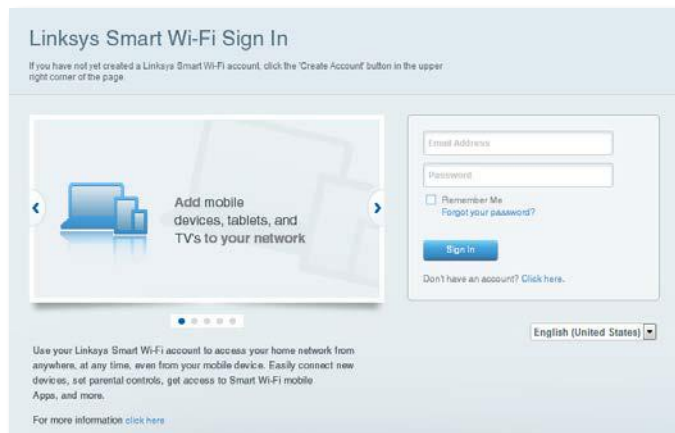 Linksys Smart Wi-Fi Sign In
If you have not yet created a Linksys Smart Wi-Fi account, click the 'Create Account' button in the upper
right corner of the page.
Add mobile
devices, tablets, and
TV's to your network
Email Address
Password
Remember Me
Forgot your password?
Sign In
Don't have an account? Click here.
English (United States)
Use your Linksys Smart Wi-Fi account to access your home network from
anywhere, at any time, even from your mobile device. Easily connect new
devices, set parental controls, get access to Smart Wi-Fi mobile
Apps, and more.
For more information click here